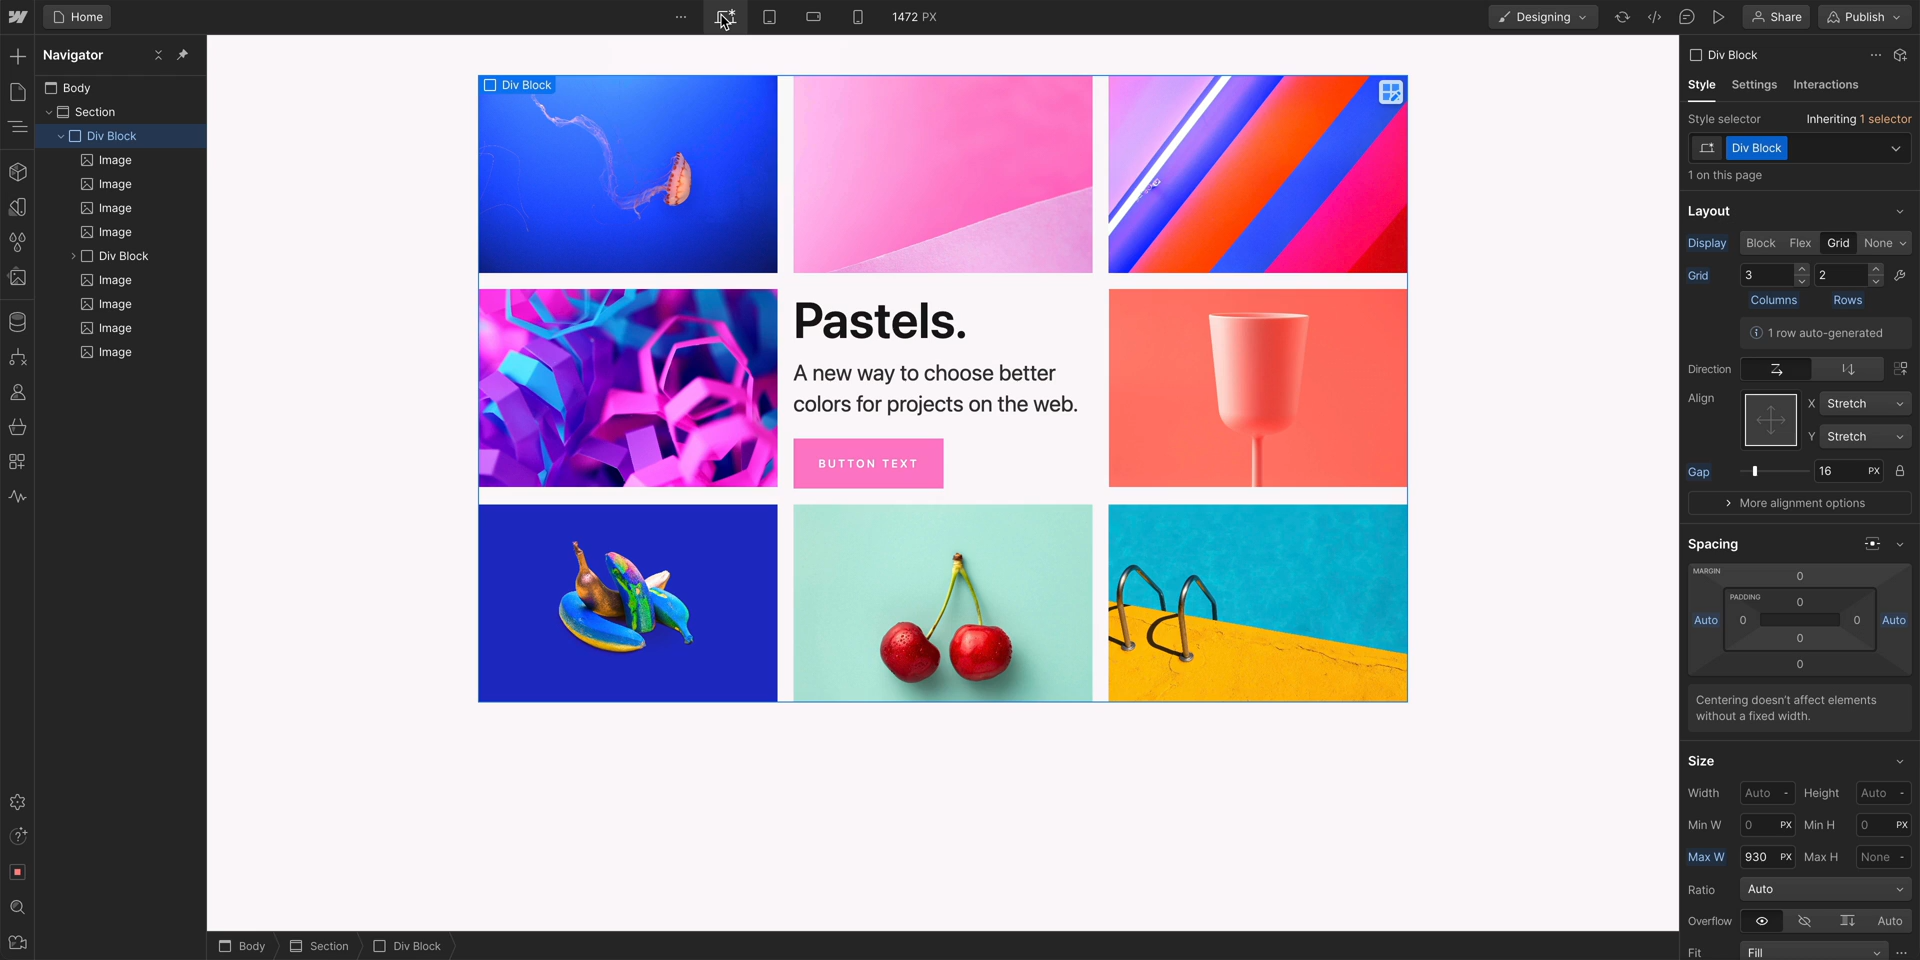 Home
1472 PX
Designing
Share
Publish
Navigator
Body
Section
Div Block
Image
Image
Image
Image
Div Block
Image
Image
Image
Image
Div Block
Pastels.
A new way to choose better
colors for projects on the web.
BUTTON TEXT
Body
Section
Div Block
Div Block
Style
Settings
Interactions
Style selector
Inheriting 1 selector
Div Block
1 on this page
Layout
Display
Block
Flex
Grid
None
Grid
3
2
Columns
Rows
1 row auto-generated
Direction
Align
X
Stretch
Y
Stretch
Gap
16
PX
More alignment options
Spacing
MARGIN
0
PADDING
0
Auto
0
0
Auto
0
0
Centering doesn't affect elements
without a fixed width.
Size
Width
Auto
-
Height
Auto
-
Min W
0
PX
Min H
0
PX
Max W
930
PX
Max H
None
-
Ratio
Auto
Overflow
Auto
Fit
Fill